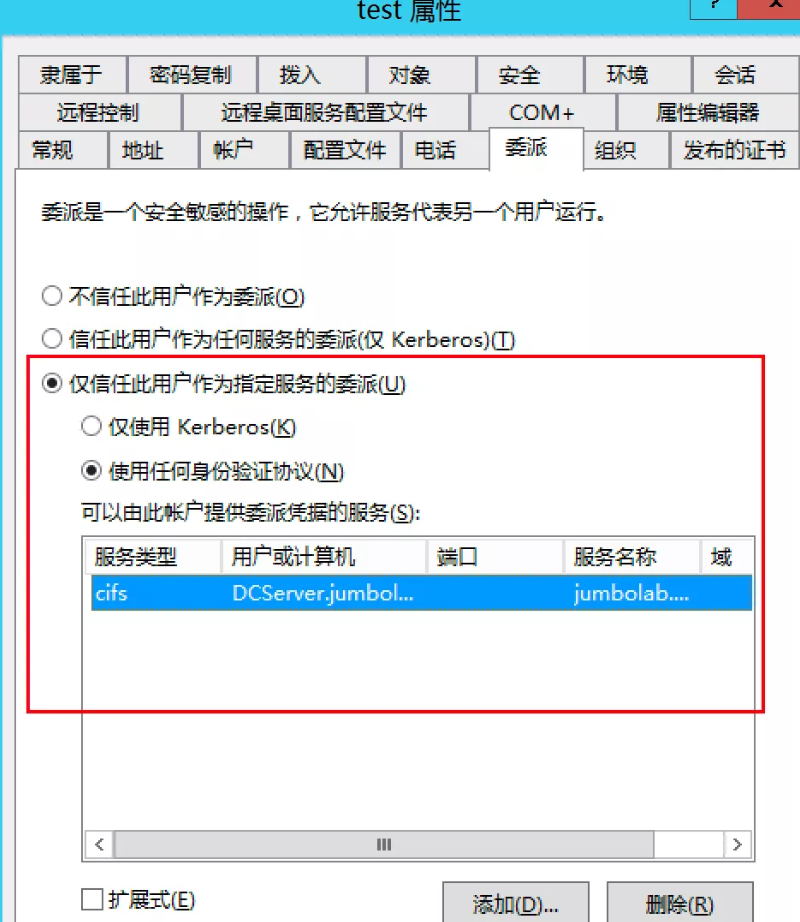 test 属性
?
x
隶属于 密码复制 拨入 对象 安全 环境 会话
远程控制 远程桌面服务配置文件 COM+ 属性编辑器
常规 地址 帐户 配置文件 电话 委派 组织 发布的证书
委派是一个安全敏感的操作，它允许服务代表另一个用户运行。
不信任此用户作为委派(O)
信任此用户作为任何服务的委派(仅 Kerberos)(T)
仅信任此用户作为指定服务的委派(U)
仅使用 Kerberos(K)
使用任何身份验证协议(N)
可以由此帐户提供委派凭据的服务(S):
服务类型 用户或计算机 端口 服务名称 域
cifs DCServer.jumbol... jumbolab....
扩展式(E) 添加(D)... 删除(R)